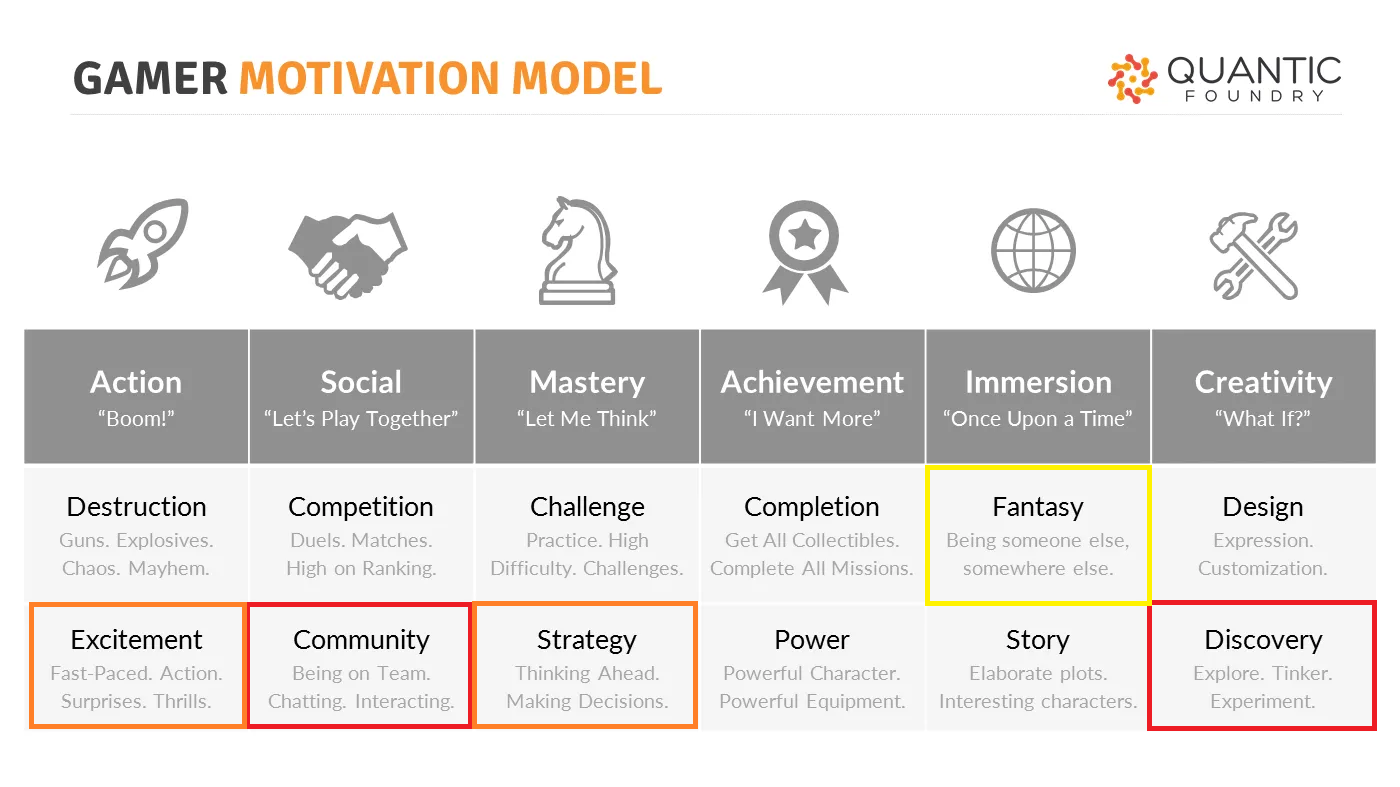 GAMER MOTIVATION MODEL
QUANTIC
FOUNDRY
Action
“Boom!”
Social
“Let’s Play Together”
Mastery
“Let Me Think”
Achievement
“I Want More”
Immersion
“Once Upon a Time”
Creativity
“What If?”
Destruction
Guns. Explosives.
Chaos. Mayhem.
Competition
Duels. Matches.
High on Ranking.
Challenge
Practice. High
Difficulty. Challenges.
Completion
Get All Collectibles.
Complete All Missions.
Fantasy
Being someone else,
somewhere else.
Design
Expression.
Customization.
Excitement
Fast-Paced. Action.
Surprises. Thrills.
Community
Being on Team.
Chatting. Interacting.
Strategy
Thinking Ahead.
Making Decisions.
Power
Powerful Character.
Powerful Equipment.
Story
Elaborate plots.
Interesting characters.
Discovery
Explore. Tinker.
Experiment.